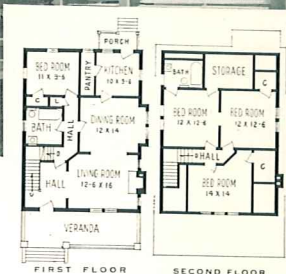 PORCH
BED ROOM
11 X 9-6
PANTRY
KITCHEN
10 X 9-6
C
L
HALL
BATH
DINING ROOM
12 X 14
D
HALL
C
LIVING ROOM
12-6 X 16
VERANDA
FIRST FLOOR
BATH
STORAGE
C
BED ROOM
12 X 12-6
BED ROOM
12 X 12-6
HALL
C
BED ROOM
14 X 14
SECOND FLOOR